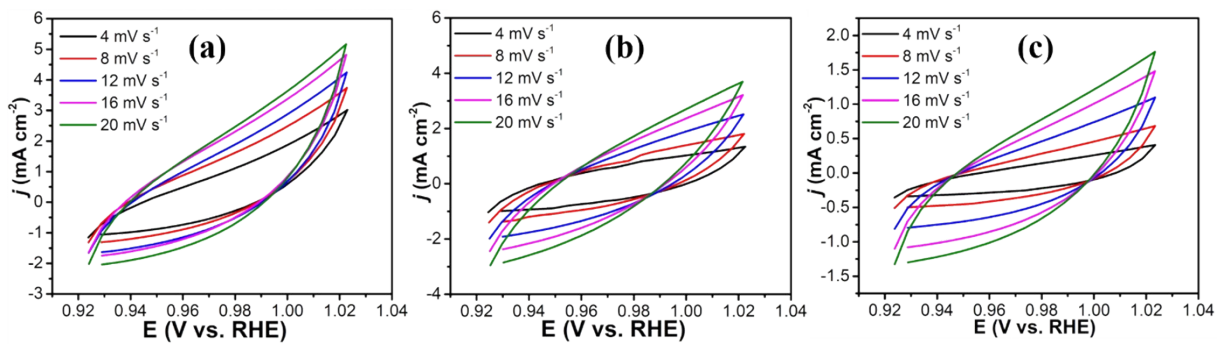 (a)
4 mV s⁻¹
8 mV s⁻¹
12 mV s⁻¹
16 mV s⁻¹
20 mV s⁻¹
j (mA cm⁻²)
6
5
4
3
2
1
0
-1
-2
-3
0.92 0.94 0.96 0.98 1.00 1.02 1.04
E (V vs. RHE)
(b)
4 mV s⁻¹
8 mV s⁻¹
12 mV s⁻¹
16 mV s⁻¹
20 mV s⁻¹
j (mA cm⁻²)
6
4
2
0
-2
-4
0.92 0.94 0.96 0.98 1.00 1.02 1.04
E (V vs. RHE)
(c)
4 mV s⁻¹
8 mV s⁻¹
12 mV s⁻¹
16 mV s⁻¹
20 mV s⁻¹
j (mA cm⁻²)
2.0
1.5
1.0
0.5
0.0
-0.5
-1.0
-1.5
0.92 0.94 0.96 0.98 1.00 1.02 1.04
E (V vs. RHE)